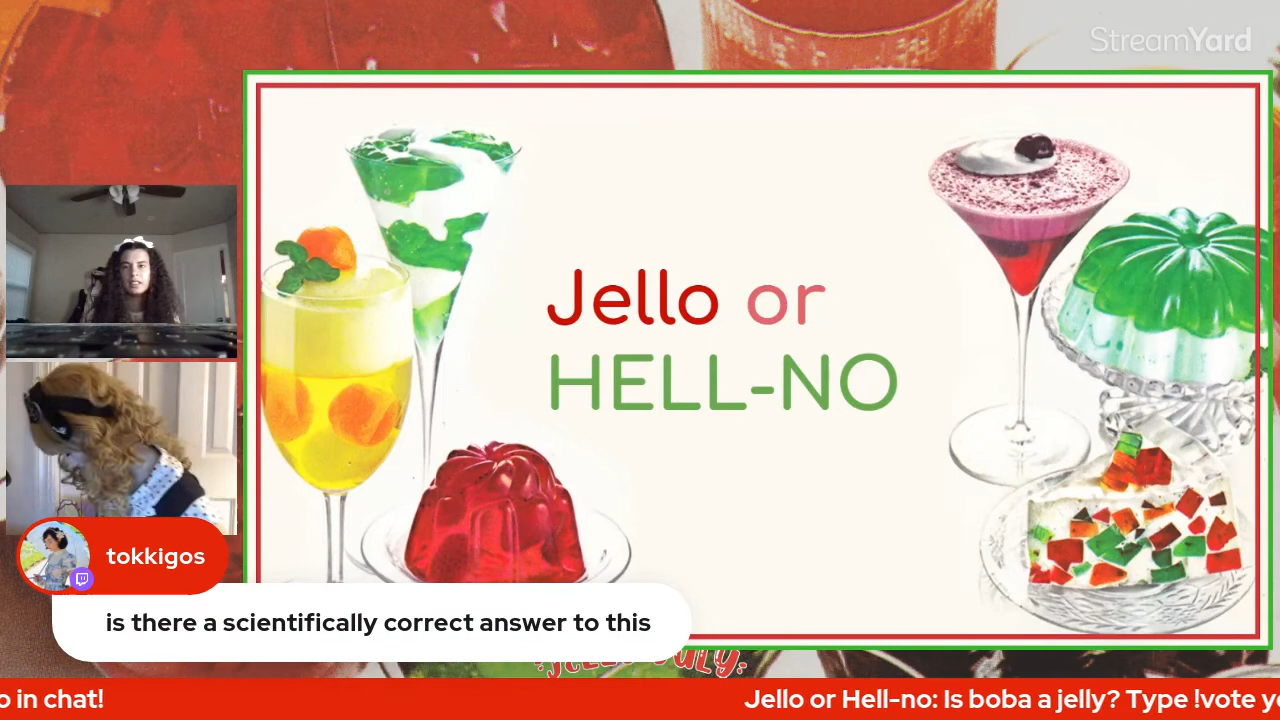 StreamYard
Jello or
HELL-NO
tokkigos
is there a scientifically correct answer to this
o in chat!
Jello or Hell-no: Is boba a jelly? Type !vote ye